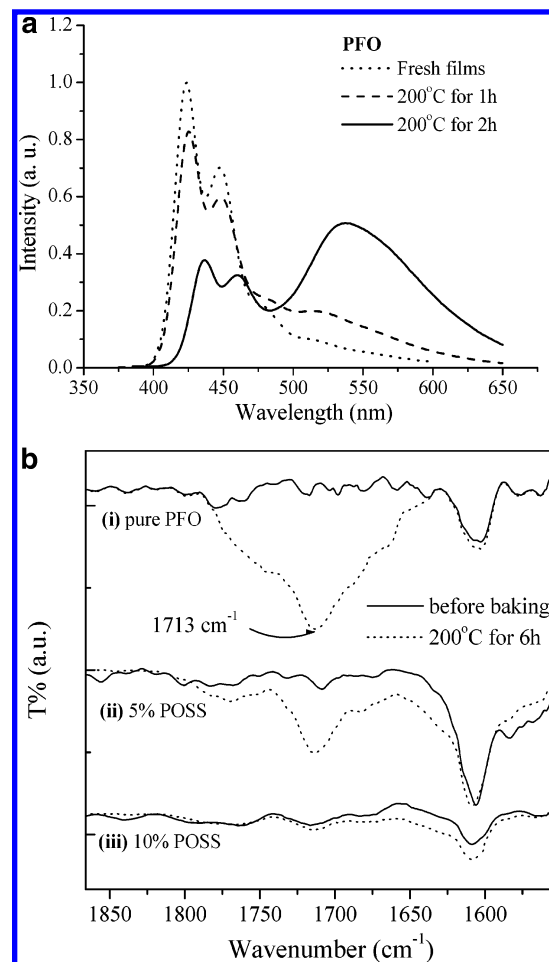 a
1.2
1.0
0.8
0.6
0.4
0.2
0.0
Intensity (a. u.)
PFO
Fresh films
200°C for 1h
200°C for 2h
350 400 450 500 550 600 650
Wavelength (nm)
b
(i) pure PFO
1713 cm⁻¹
before baking
200°C for 6h
(ii) 5% POSS
(iii) 10% POSS
T% (a.u.)
1850 1800 1750 1700 1650 1600
Wavenumber (cm⁻¹)